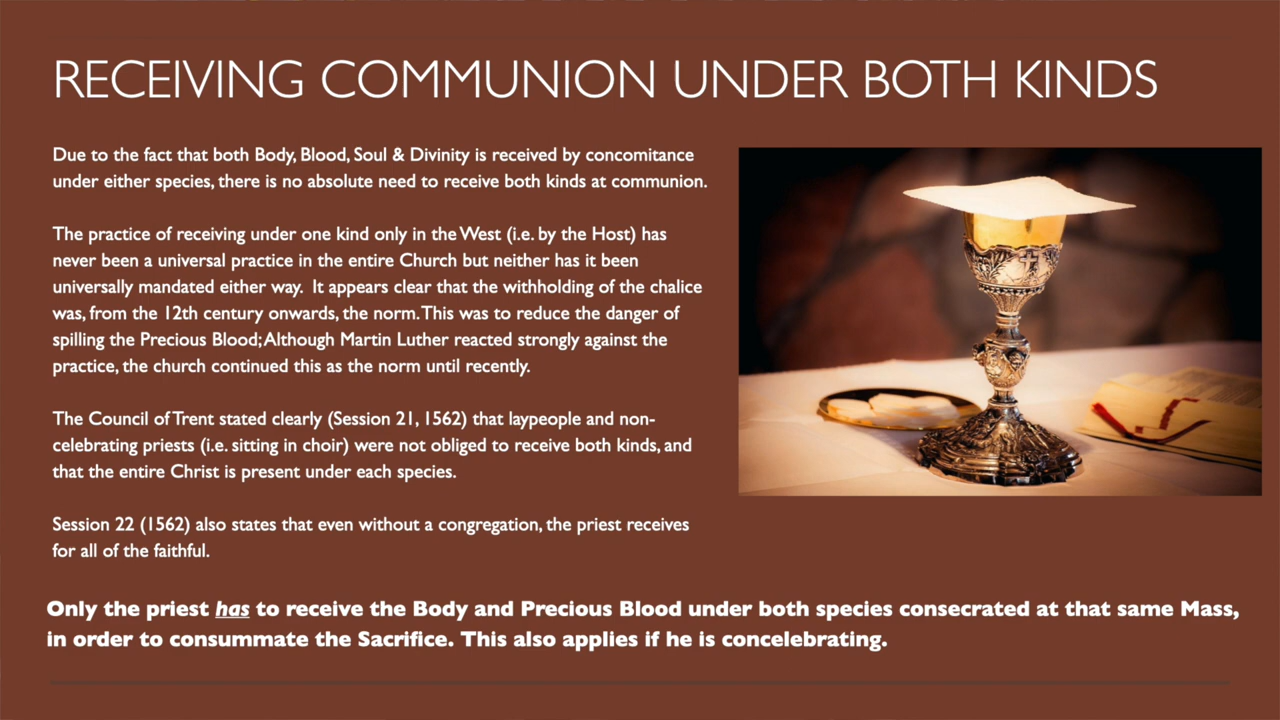 RECEIVING COMMUNION UNDER BOTH KINDS
Due to the fact that both Body, Blood, Soul & Divinity is received by concomitance
under either species, there is no absolute need to receive both kinds at communion.
The practice of receiving under one kind only in the West (i.e. by the Host) has
never been a universal practice in the entire Church but neither has it been
universally mandated either way.  It appears clear that the withholding of the chalice
was, from the 12th century onwards, the norm. This was to reduce the danger of
spilling the Precious Blood; Although Martin Luther reacted strongly against the
practice, the church continued this as the norm until recently.
The Council of Trent stated clearly (Session 21, 1562) that laypeople and non-
celebrating priests (i.e. sitting in choir) were not obliged to receive both kinds, and
that the entire Christ is present under each species.
Session 22 (1562) also states that even without a congregation, the priest receives
for all of the faithful.
Only the priest has to receive the Body and Precious Blood under both species consecrated at that same Mass,
in order to consummate the Sacrifice. This also applies if he is concelebrating.